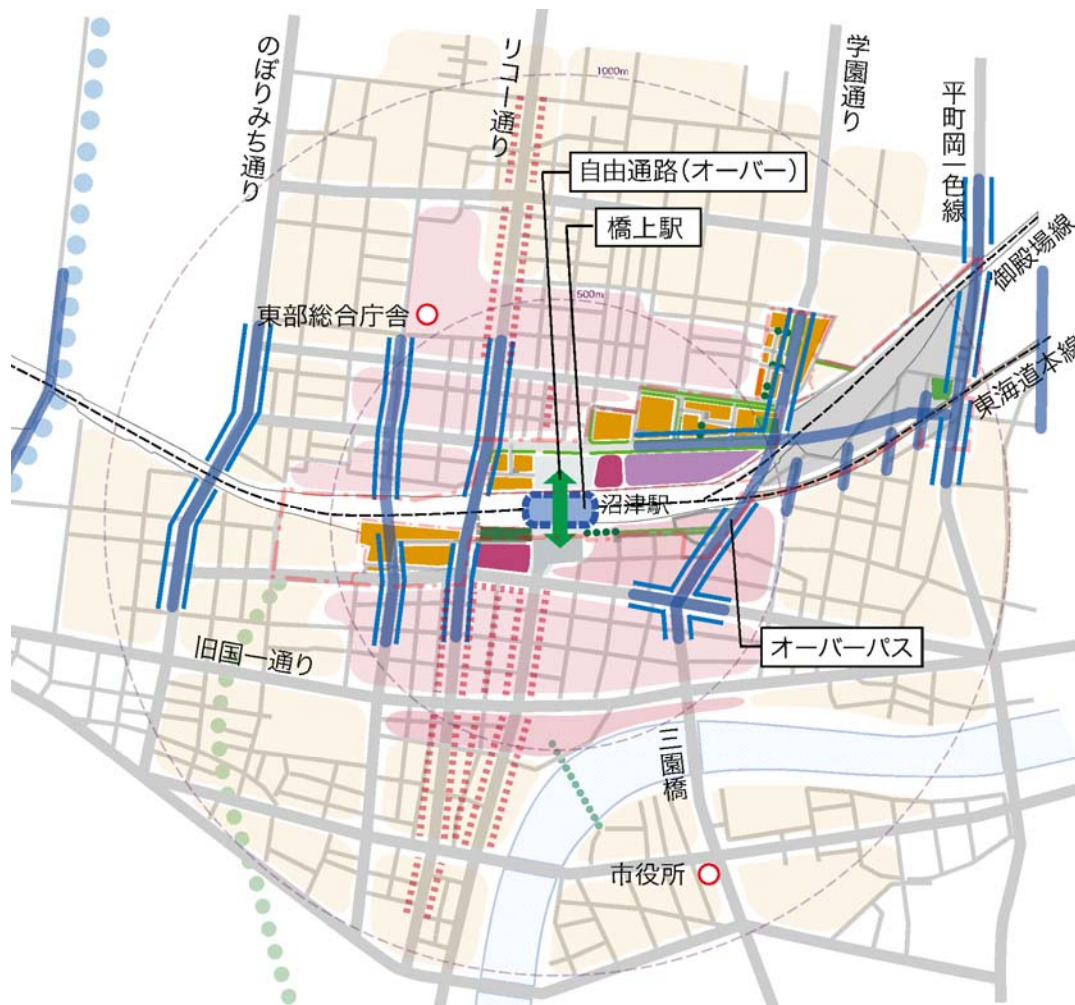 のぼりみち通り
リコー通り
学園通り
平町岡一色線
1000m
自由通路(オーバー)
橋上駅
御殿場線
500m
東部総合庁舎
東海道本線
沼津駅
オーバーパス
旧国一通り
三園橋
市役所